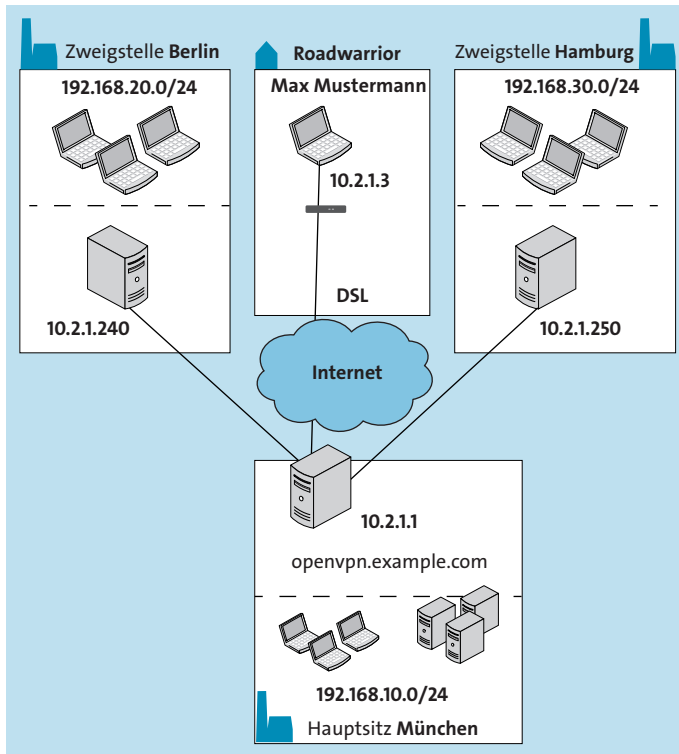 Zweigstelle Berlin
192.168.20.0/24
10.2.1.240
Roadwarrior
Max Mustermann
10.2.1.3
DSL
Zweigstelle Hamburg
192.168.30.0/24
10.2.1.250
Internet
10.2.1.1
openvpn.example.com
192.168.10.0/24
Hauptsitz München